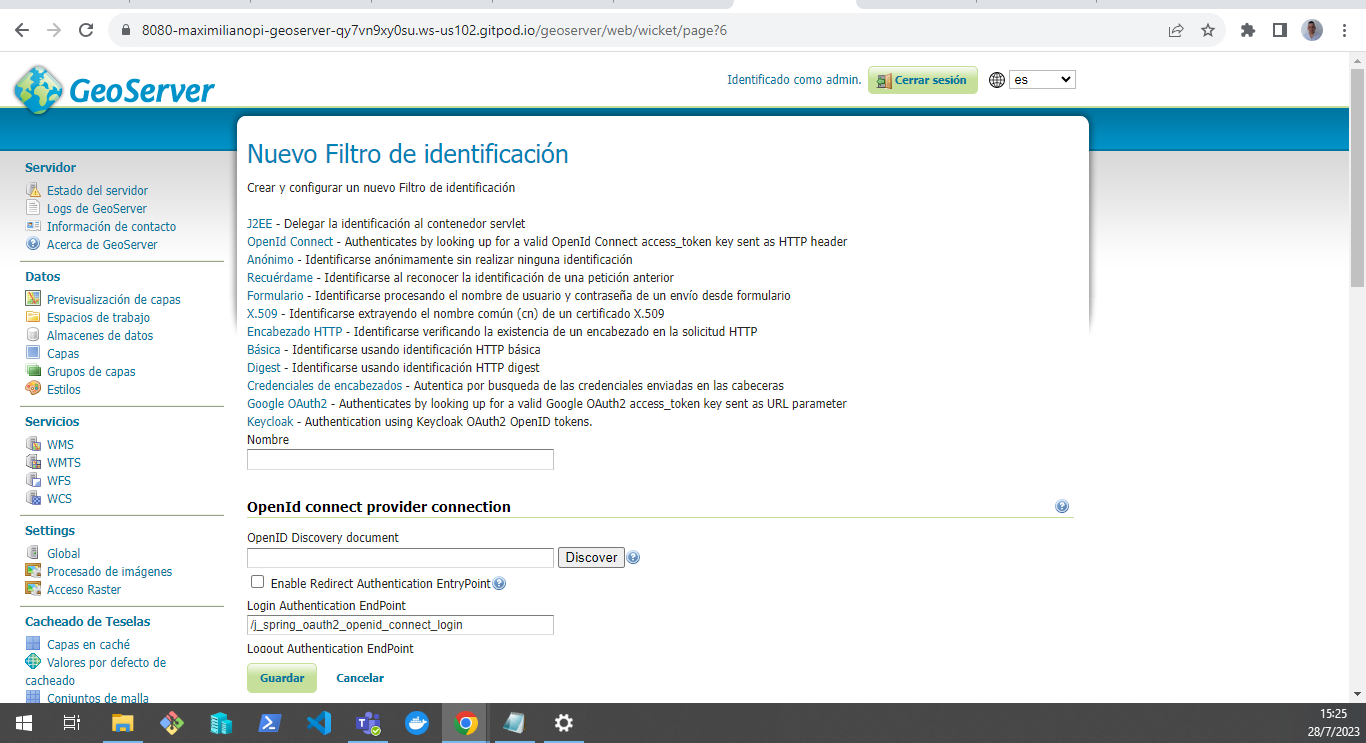 8080-maximilianopi-geoserver-qy7vn9xy0su.ws-us102.gitpod.io/geoserver/web/wicket/page?6
GeoServer
Identificado como admin.
Cerrar sesión
es
Servidor
Estado del servidor
Logs de GeoServer
Información de contacto
Acerca de GeoServer
Datos
Previsualización de capas
Espacios de trabajo
Almacenes de datos
Capas
Grupos de capas
Estilos
Servicios
WMS
WMTS
WFS
WCS
Settings
Global
Procesado de imágenes
Acceso Raster
Cacheado de Teselas
Capas en caché
Valores por defecto de
cacheado
Conjuntos de malla
Nuevo Filtro de identificación
Crear y configurar un nuevo Filtro de identificación
J2EE - Delegar la identificación al contenedor servlet
OpenId Connect - Authenticates by looking up for a valid OpenId Connect access_token key sent as HTTP header
Anónimo - Identificarse anónimamente sin realizar ninguna identificación
Recuérdame - Identificarse al reconocer la identificación de una petición anterior
Formulario - Identificarse procesando el nombre de usuario y contraseña de un envío desde formulario
X.509 - Identificarse extrayendo el nombre común (cn) de un certificado X.509
Encabezado HTTP - Identificarse verificando la existencia de un encabezado en la solicitud HTTP
Básica - Identificarse usando identificación HTTP básica
Digest - Identificarse usando identificación HTTP digest
Credenciales de encabezados - Autentica por busqueda de las credenciales enviadas en las cabeceras
Google OAuth2 - Authenticates by looking up for a valid Google OAuth2 access_token key sent as URL parameter
Keycloak - Authentication using Keycloak OAuth2 OpenID tokens.
Nombre
OpenId connect provider connection
OpenID Discovery document
Discover
Enable Redirect Authentication EntryPoint
Login Authentication EndPoint
/j_spring_oauth2_openid_connect_login
Logout Authentication EndPoint
Guardar
Cancelar
15:25
28/7/2023